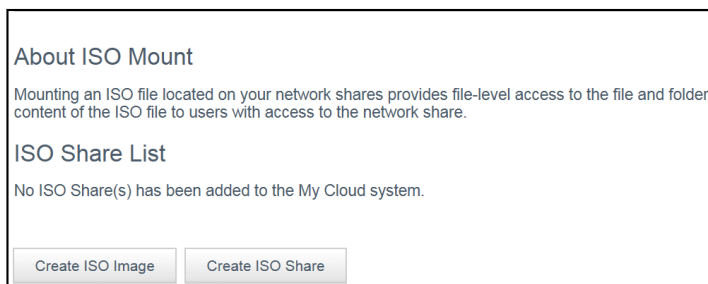 About ISO Mount
Mounting an ISO file located on your network shares provides file-level access to the file and folder
content of the ISO file to users with access to the network share.
ISO Share List
No ISO Share(s) has been added to the My Cloud system.
Create ISO Image
Create ISO Share